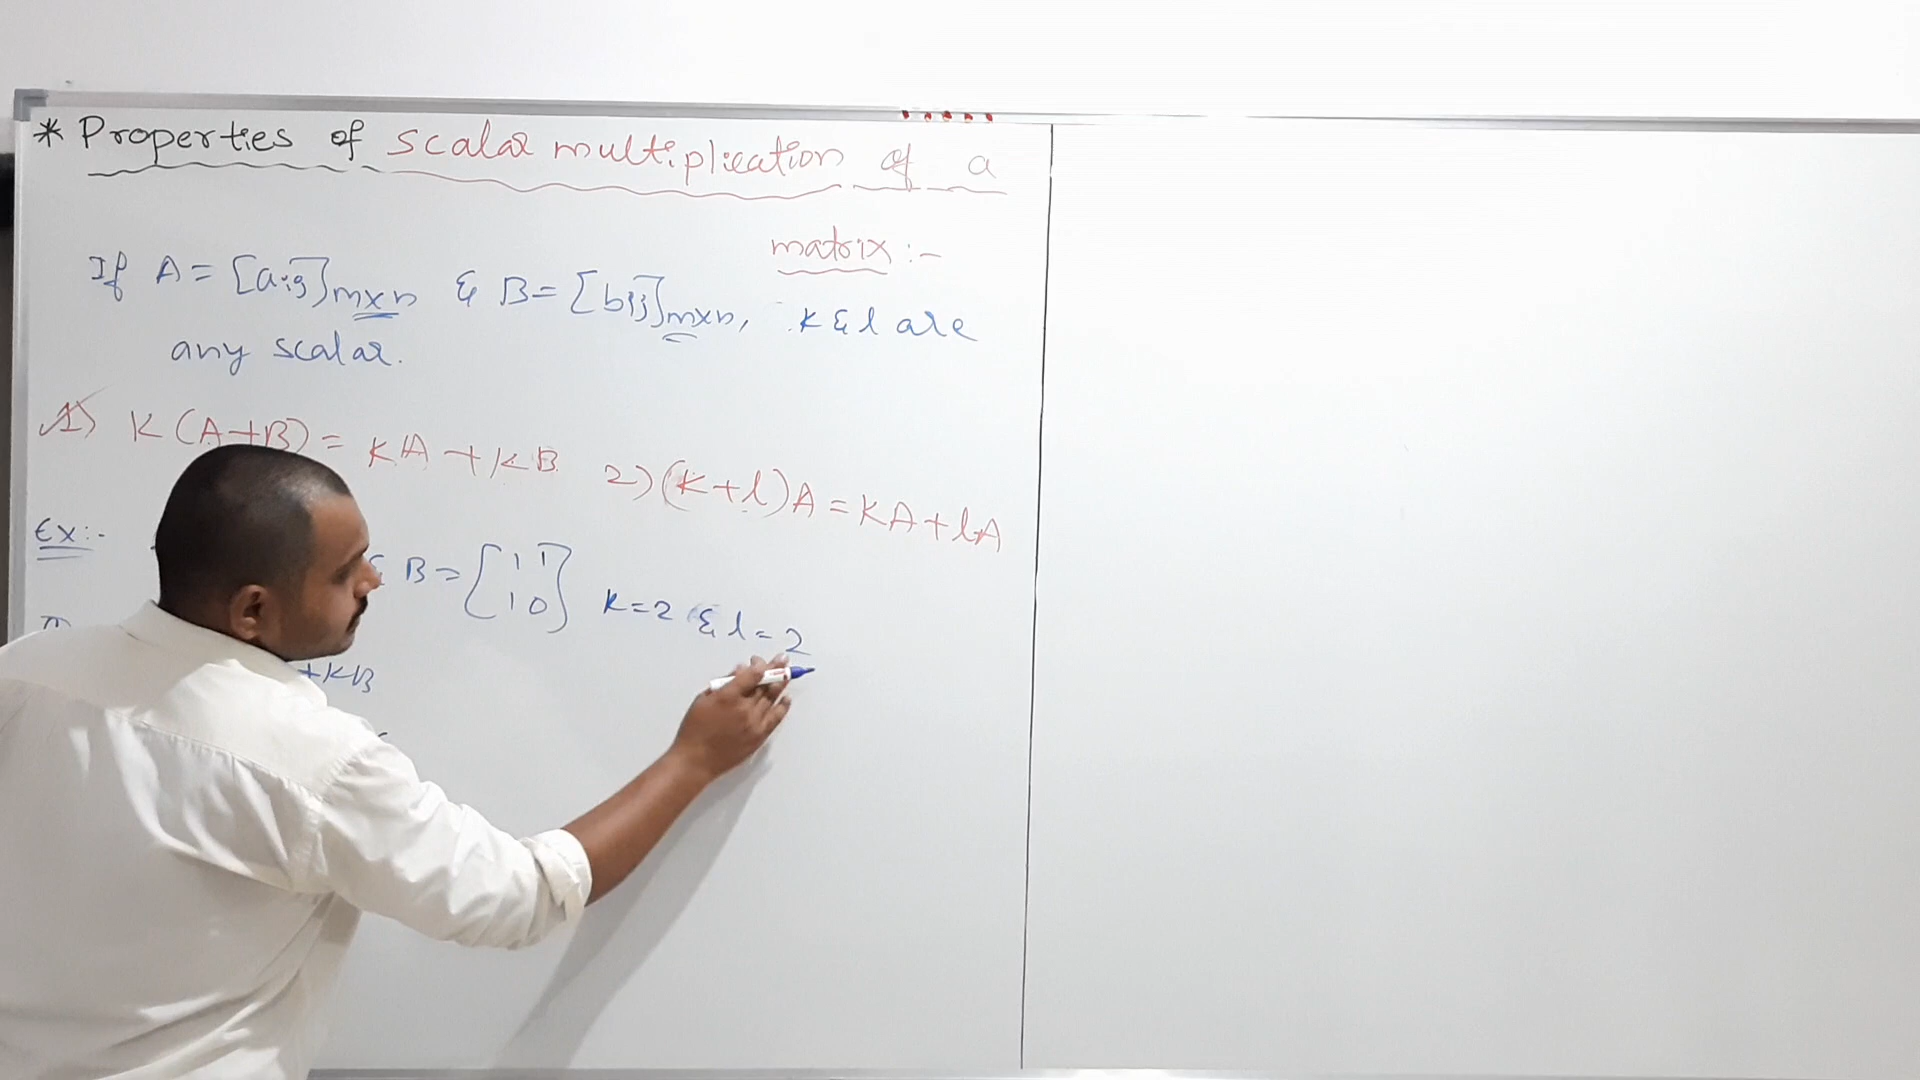 * Properties of scalar multiplication of a
matrix :-
If A = [aij]m×n & B = [bij]m×n, K & l are
any scalar.
1) K(A+B) = KA + KB 2) (K+l)A = KA + lA
Ex:- B = [1 1
1 0] K=2 & l=2
+KB